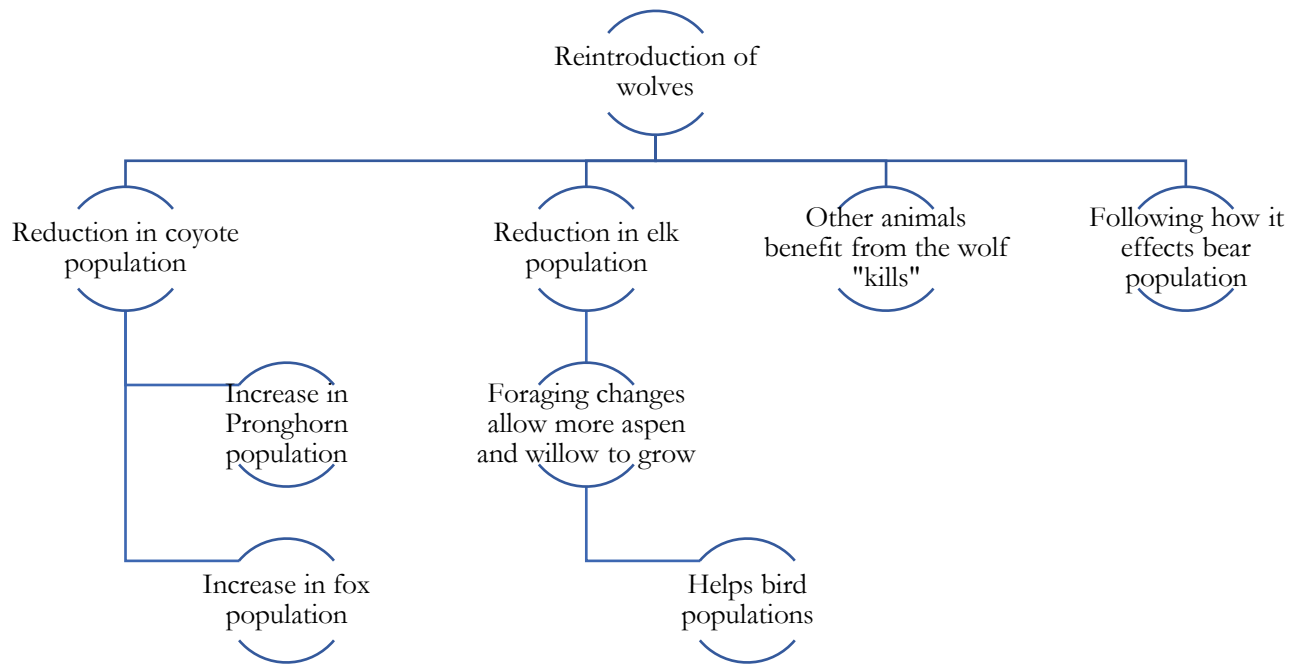 Reintroduction of
wolves
Reduction in coyote
population
Reduction in elk
population
Other animals
benefit from the wolf
"kills"
Following how it
effects bear
population
Increase in
Pronghorn
population
Foraging changes
allow more aspen
and willow to grow
Increase in fox
population
Helps bird
populations